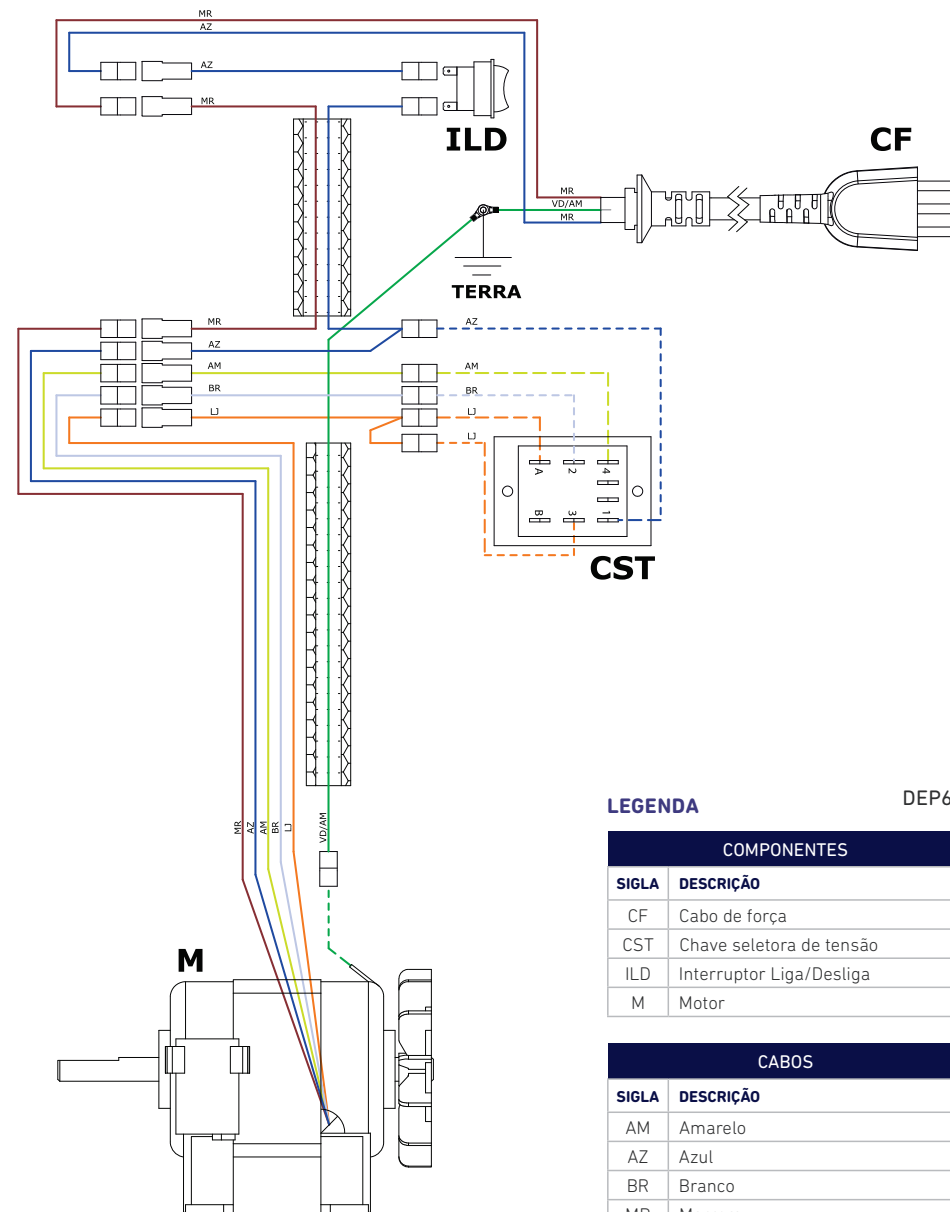 MR
AZ
AZ
MR
ILD
CF
MR
VD/AM
MR
TERRA
MR
AZ
AZ
AM
AM
BR
BR
LJ
LJ
LJ
A
2
4
B
3
1
CST
MR
AZ
AM
BR
LJ
VD/AM
M
LEGENDA
DEP6
COMPONENTES
SIGLA DESCRIÇÃO
CF Cabo de força
CST Chave seletora de tensão
ILD Interruptor Liga/Desliga
M Motor
CABOS
SIGLA DESCRIÇÃO
AM Amarelo
AZ Azul
BR Branco